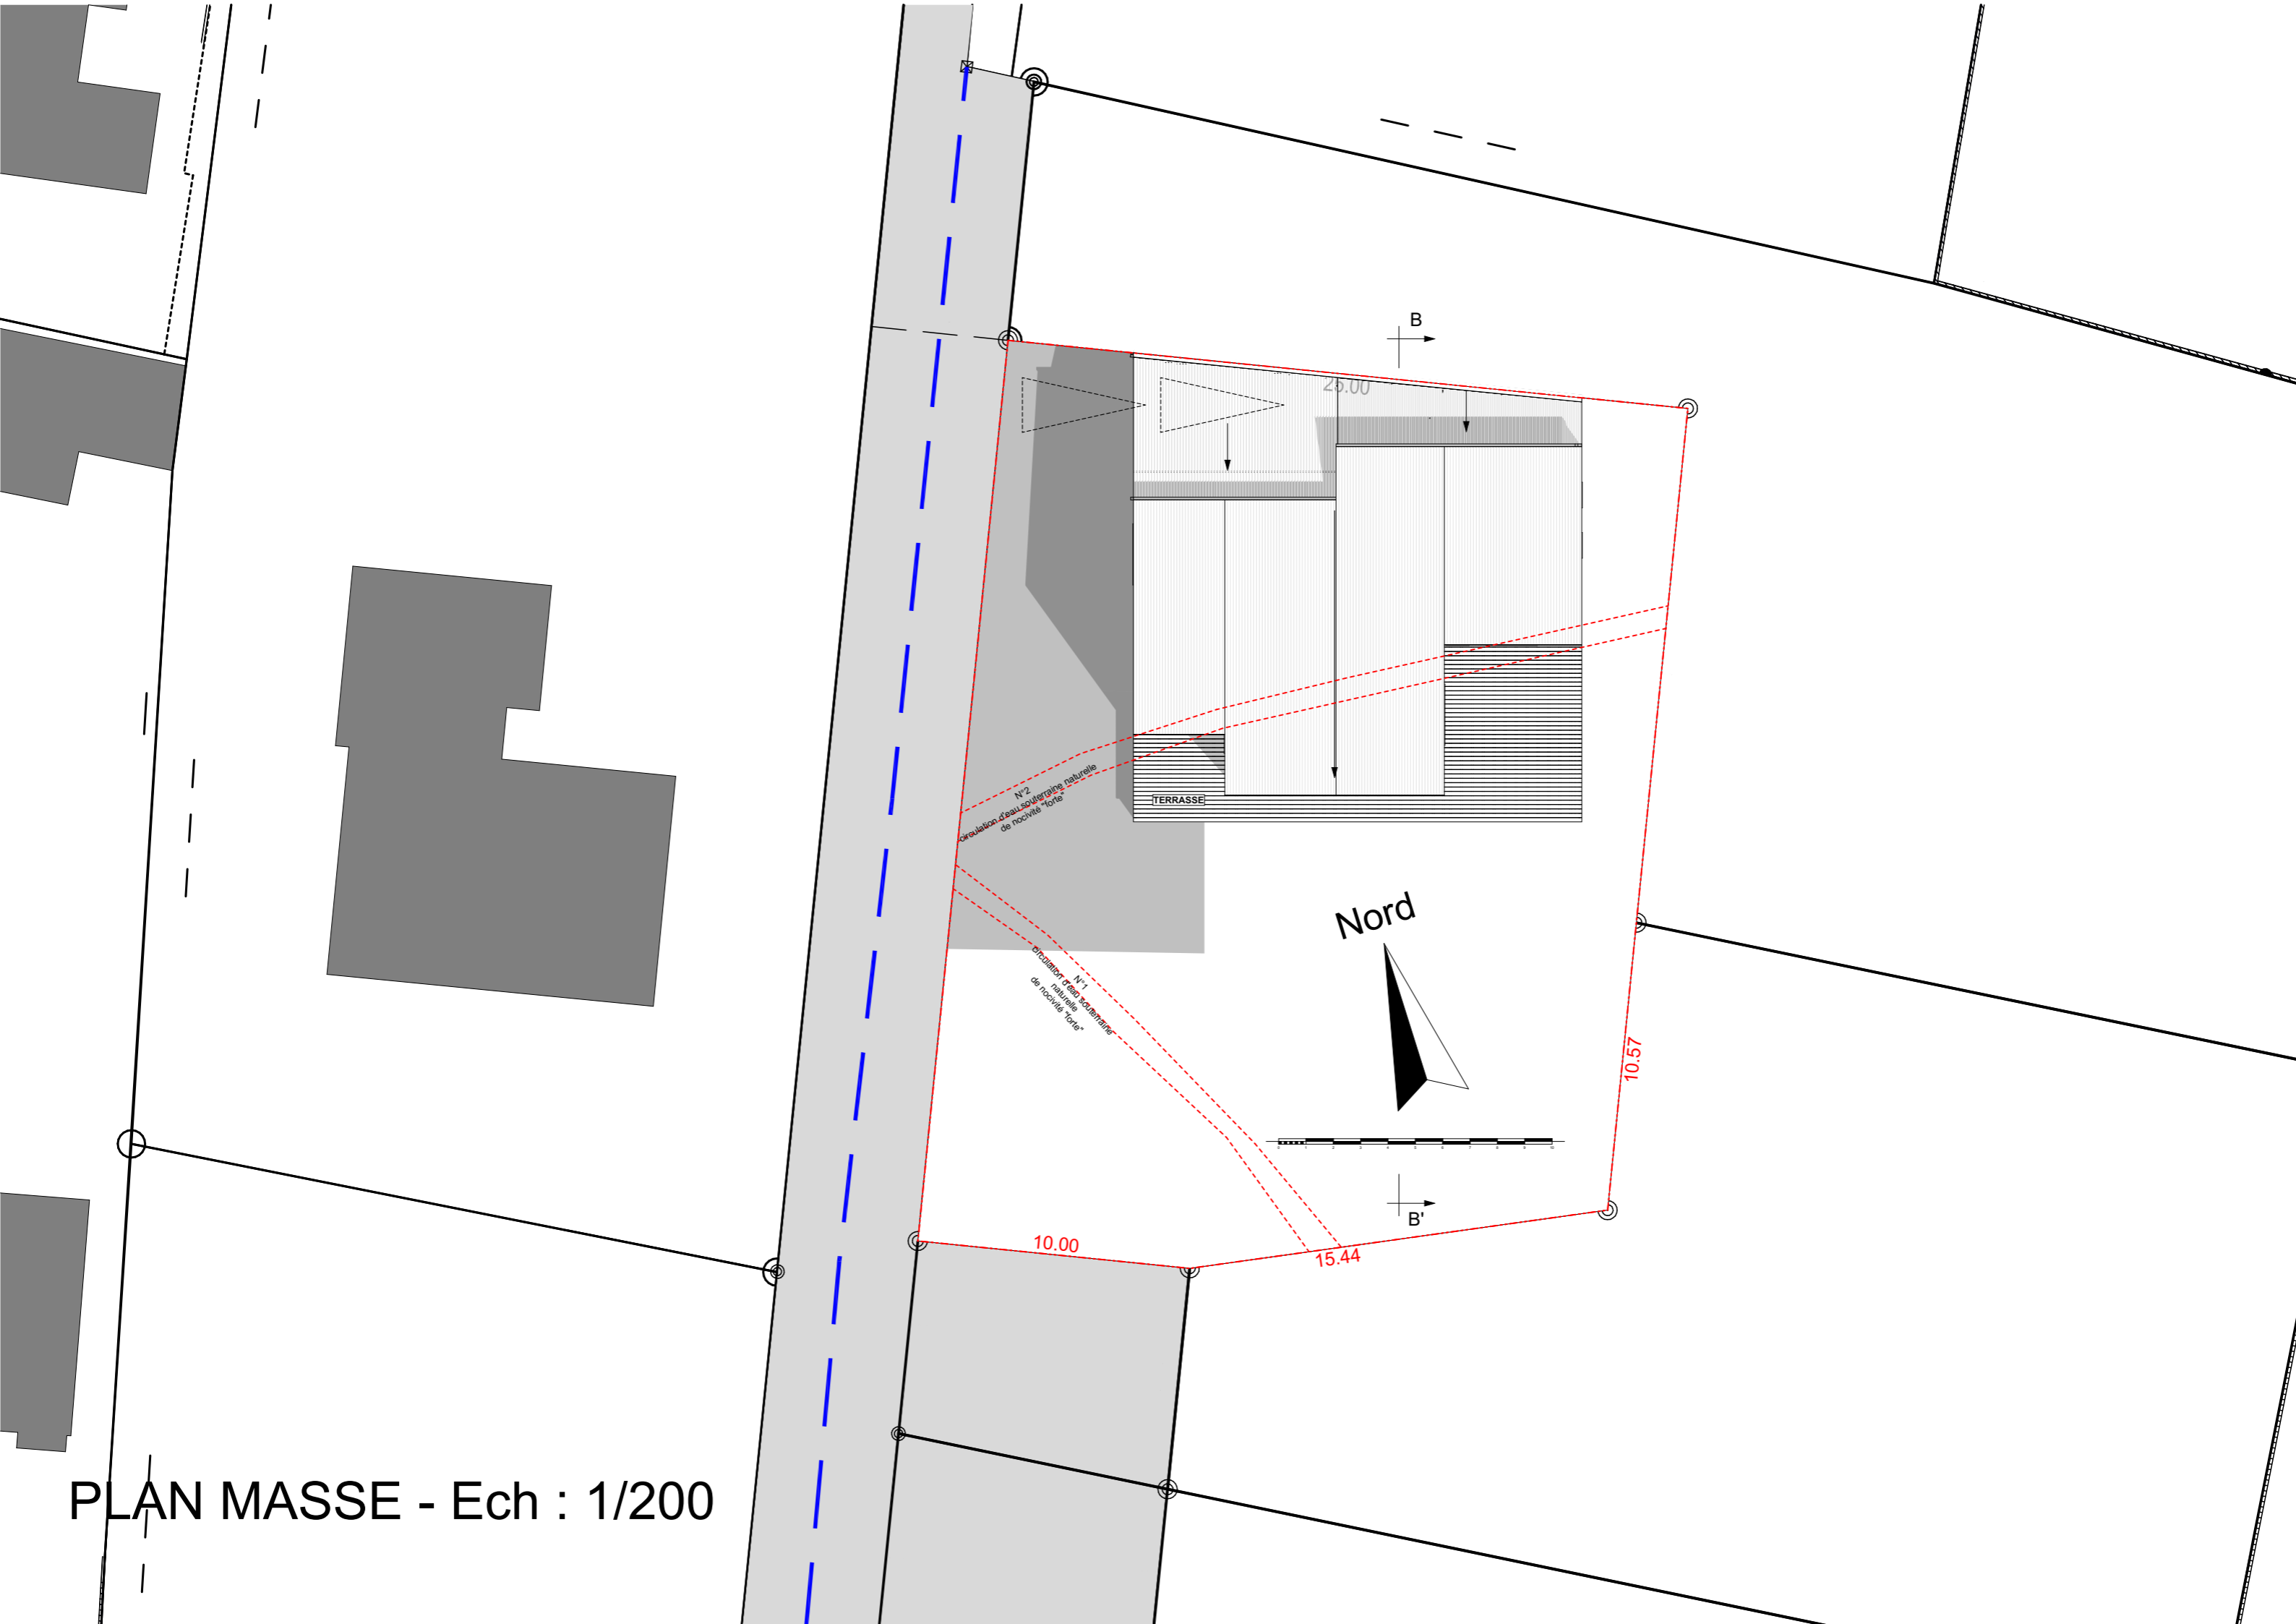 B
25.00
TERRASSE
N°2
circulation d'eau souterraine naturelle
de nocivité "forte"
Nord
N°1
circulation d'eau souterraine
naturelle
de nocivité "forte"
10.57
B'
10.00
15.44
PLAN MASSE - Ech : 1/200